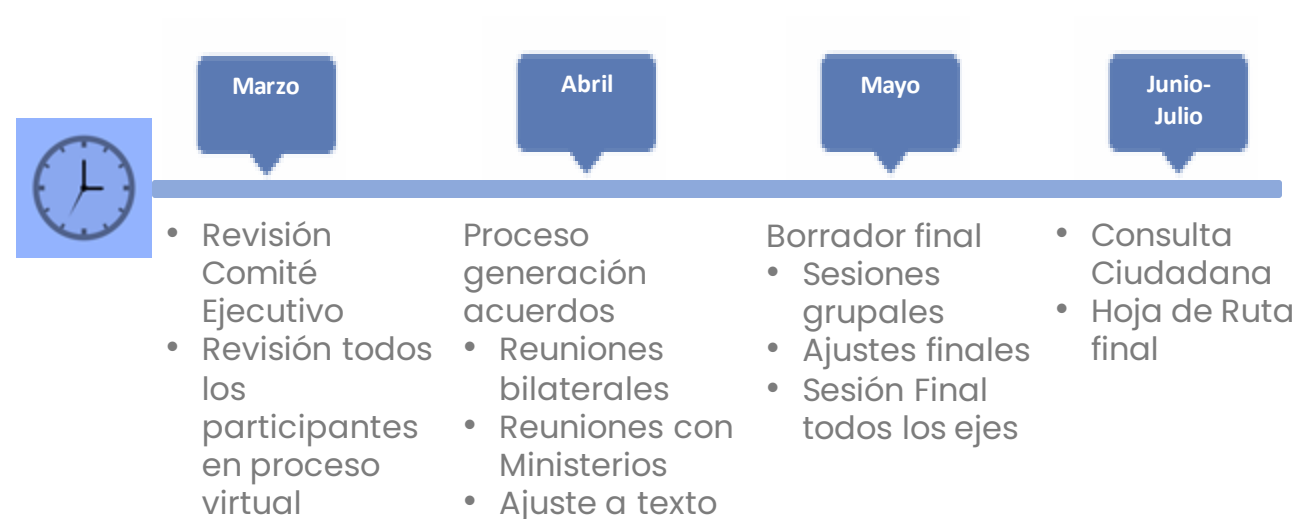 Marzo
Abril
Mayo
Junio-
Julio
• Revisión
Comité
Ejecutivo
• Revisión todos
los
participantes
en proceso
virtual
Proceso
generación
acuerdos
• Reuniones
bilaterales
• Reuniones con
Ministerios
• Ajuste a texto
Borrador final
• Sesiones
grupales
• Ajustes finales
• Sesión Final
todos los ejes
• Consulta
Ciudadana
• Hoja de Ruta
final